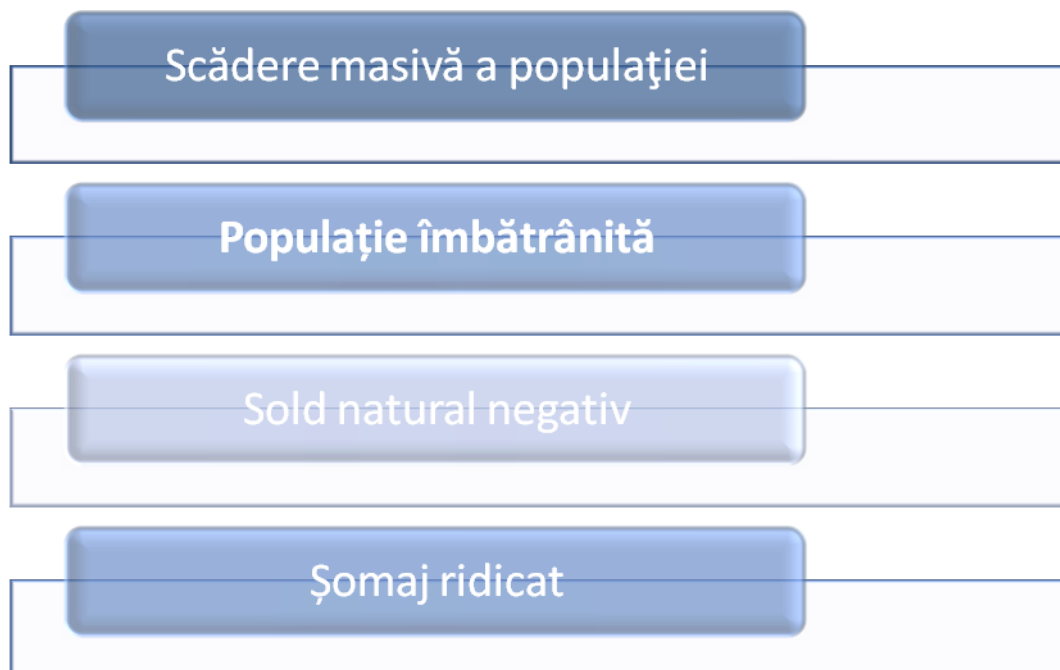 Scădere masivă a populaţiei
Populație îmbătrânită
Sold natural negativ
Șomaj ridicat